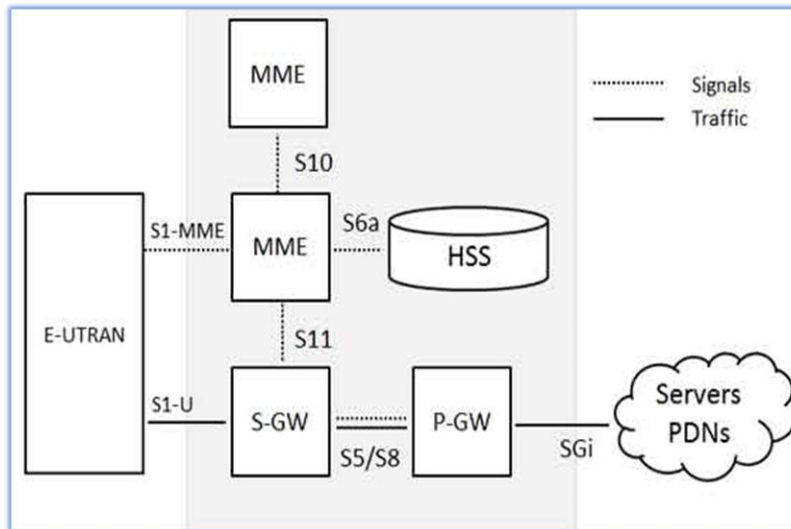 MME
Signals
Traffic
S10
S1-MME
MME
S6a
HSS
E-UTRAN
S11
S1-U
S-GW
S5/S8
P-GW
SGi
Servers
PDNs